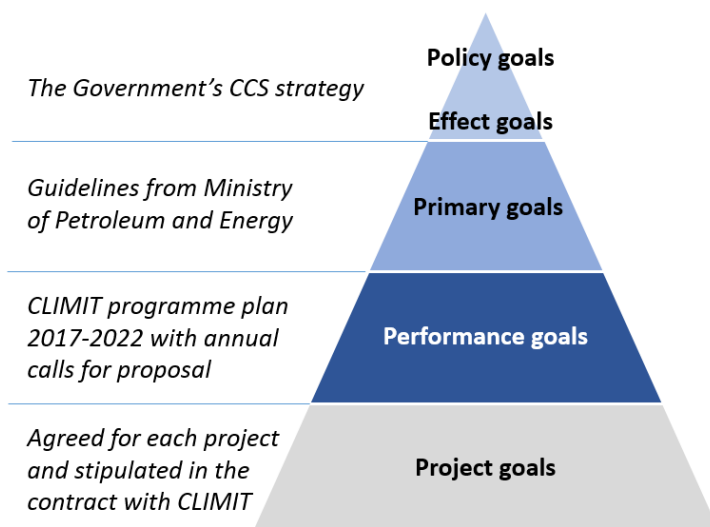 Policy goals
The Government’s CCS strategy
Effect goals
Guidelines from Ministry
of Petroleum and Energy
Primary goals
CLIMIT programme plan
2017-2022 with annual
calls for proposal
Performance goals
Agreed for each project
and stipulated in the
contract with CLIMIT
Project goals